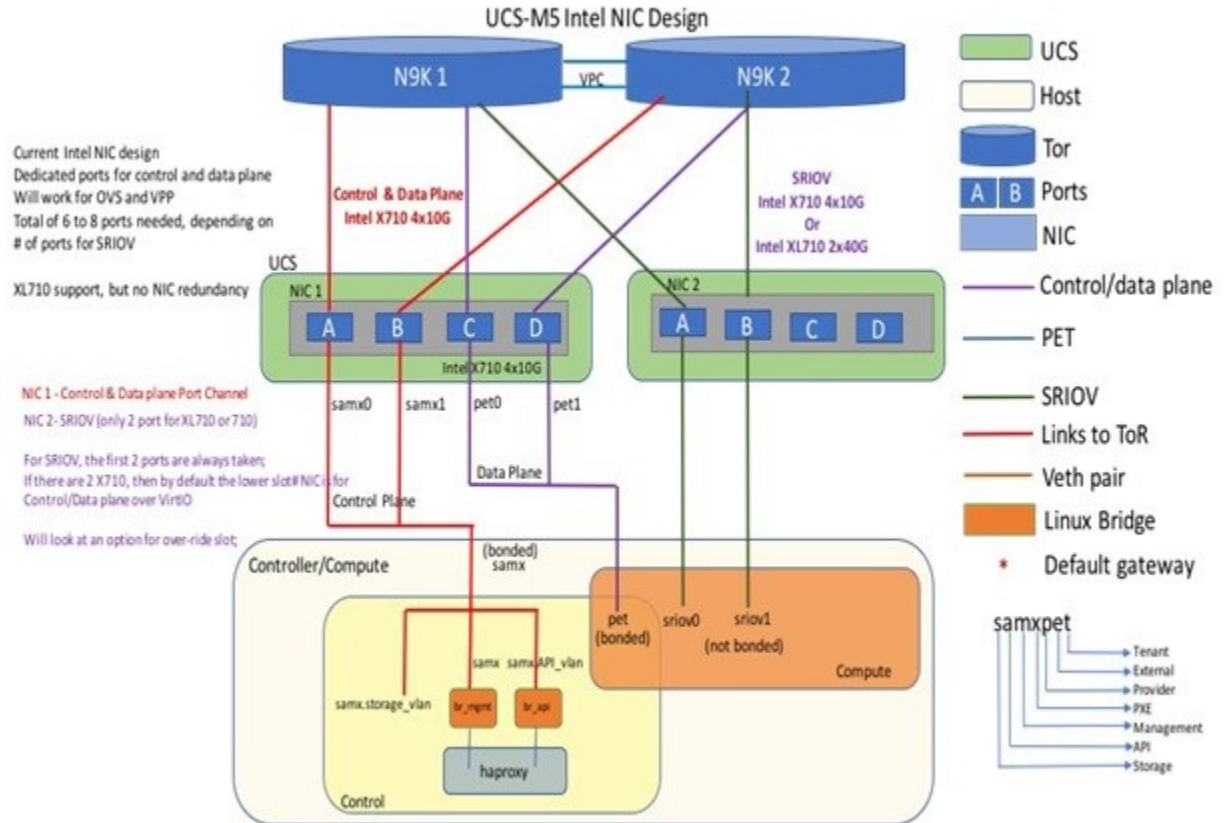 UCS-M5 Intel NIC Design
N9K 1
VPC
N9K 2
Current Intel NIC design
Dedicated ports for control and data plane
Will work for OVS and VPP
Total of 6 to 8 ports needed, depending on
# of ports for SRIOV
XL710 support, but no NIC redundancy
Control & Data Plane
Intel X710 4x10G
SRIOV
Intel X710 4x10G
Or
Intel XL710 2x40G
UCS
NIC 1
A
B
C
D
Intel X710 4x10G
NIC 2
A
B
C
D
NIC 1 - Control & Data plane Port Channel
NIC 2- SRIOV (only 2 port for XL710 or 710)
For SRIOV, the first 2 ports are always taken;
If there are 2 X710, then by default the lower slot# NIC is for
Control/Data plane over VirtIO
Will look at an option for over-ride slot;
samx0
samx1
pet0
pet1
Data Plane
Control Plane
(bonded)
samx
Controller/Compute
pet
(bonded)
sriov0
sriov1
(not bonded)
Compute
samx
samx.API_vlan
samx.storage_vlan
br_mgmt
br_api
haproxy
Control
UCS
Host
Tor
A B Ports
NIC
Control/data plane
PET
SRIOV
Links to ToR
Veth pair
Linux Bridge
* Default gateway
samxpet
Tenant
External
Provider
PXE
Management
API
Storage